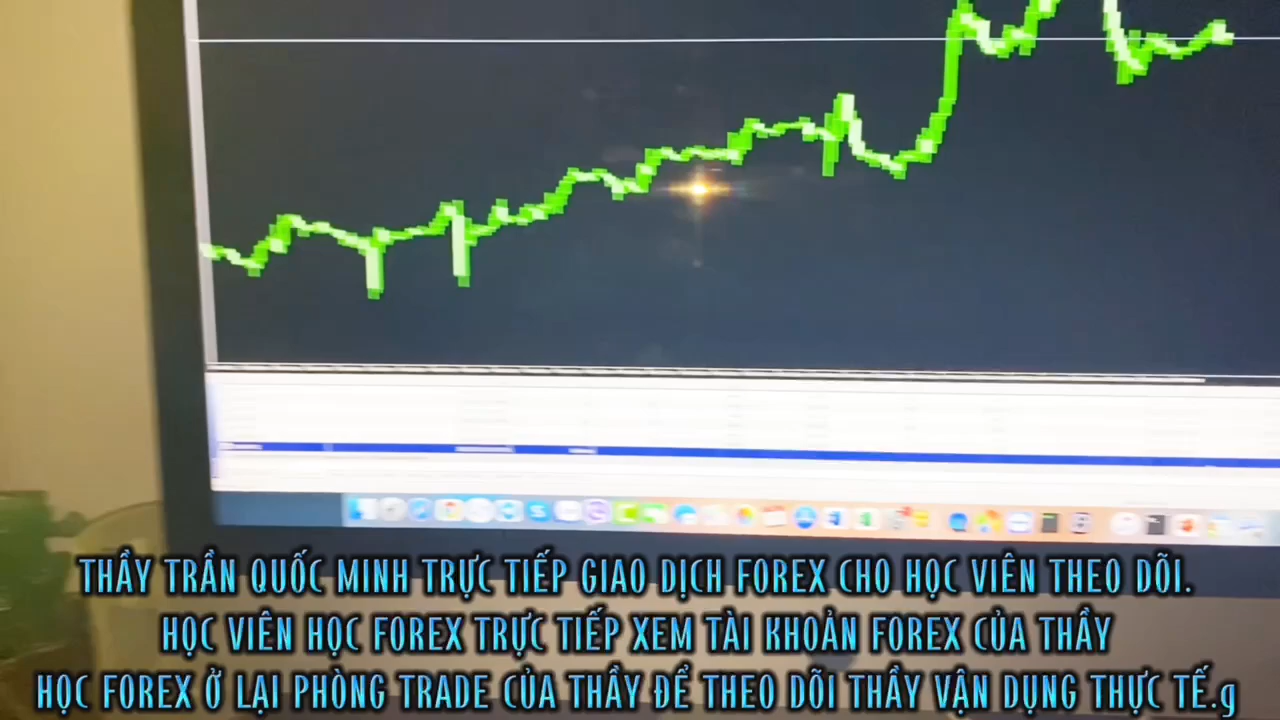 THẦY TRẦN QUỐC MINH TRỰC TIẾP GIAO DỊCH FOREX CHO HỌC VIÊN THEO DÕI.
HỌC VIÊN HỌC FOREX TRỰC TIẾP XEM TÀI KHOẢN FOREX CỦA THẦY
HỌC FOREX Ở LẠI PHÒNG TRADE CỦA THẦY ĐỂ THEO DÕI THẦY VẬN DỤNG THỰC TẾ.g